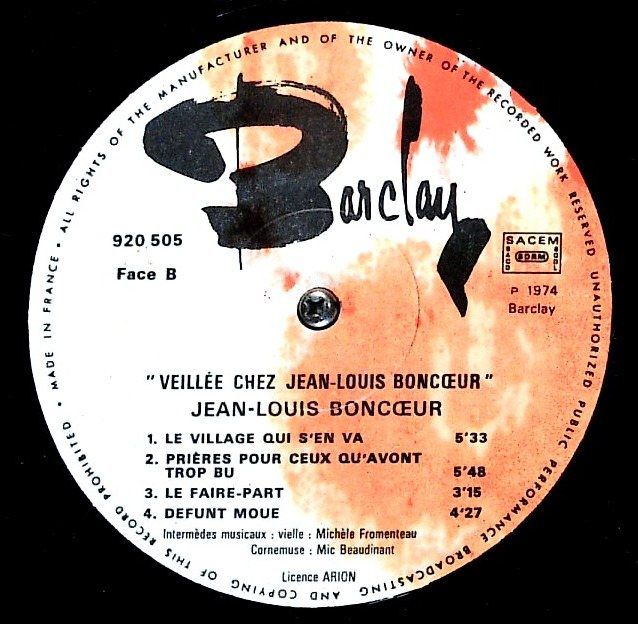 MADE IN FRANCE • ALL RIGHTS OF THE MANUFACTURER AND OF THE OWNER OF THE RECORDED WORK RESERVED UNAUTHORIZED PUBLIC PERFORMANCE BROADCASTING AND COPYING OF THIS RECORD PROHIBITED •
Barclay
920 505
Face B
SACEM
SACD
SDRM
SGDL
P 1974
Barclay
"VEILLÉE CHEZ JEAN-LOUIS BONCŒUR"
JEAN-LOUIS BONCŒUR
1. LE VILLAGE QUI S'EN VA 5'33
2. PRIÈRES POUR CEUX QU'AVONT
TROP BU 5'48
3. LE FAIRE-PART 3'15
4. DEFUNT MOUE 4'27
Intermèdes musicaux : vielle : Michèle Fromenteau
Cornemuse : Mic Beaudinant
Licence ARION